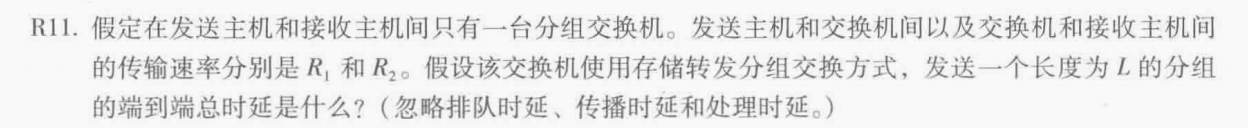 R11. 假定在发送主机和接收主机间只有一台分组交换机。发送主机和交换机间以及交换机和接收主机间
的传输速率分别是 R₁ 和 R₂。假设该交换机使用存储转发分组交换方式，发送一个长度为 L 的分组
的端到端总时延是什么？（忽略排队时延、传播时延和处理时延。）